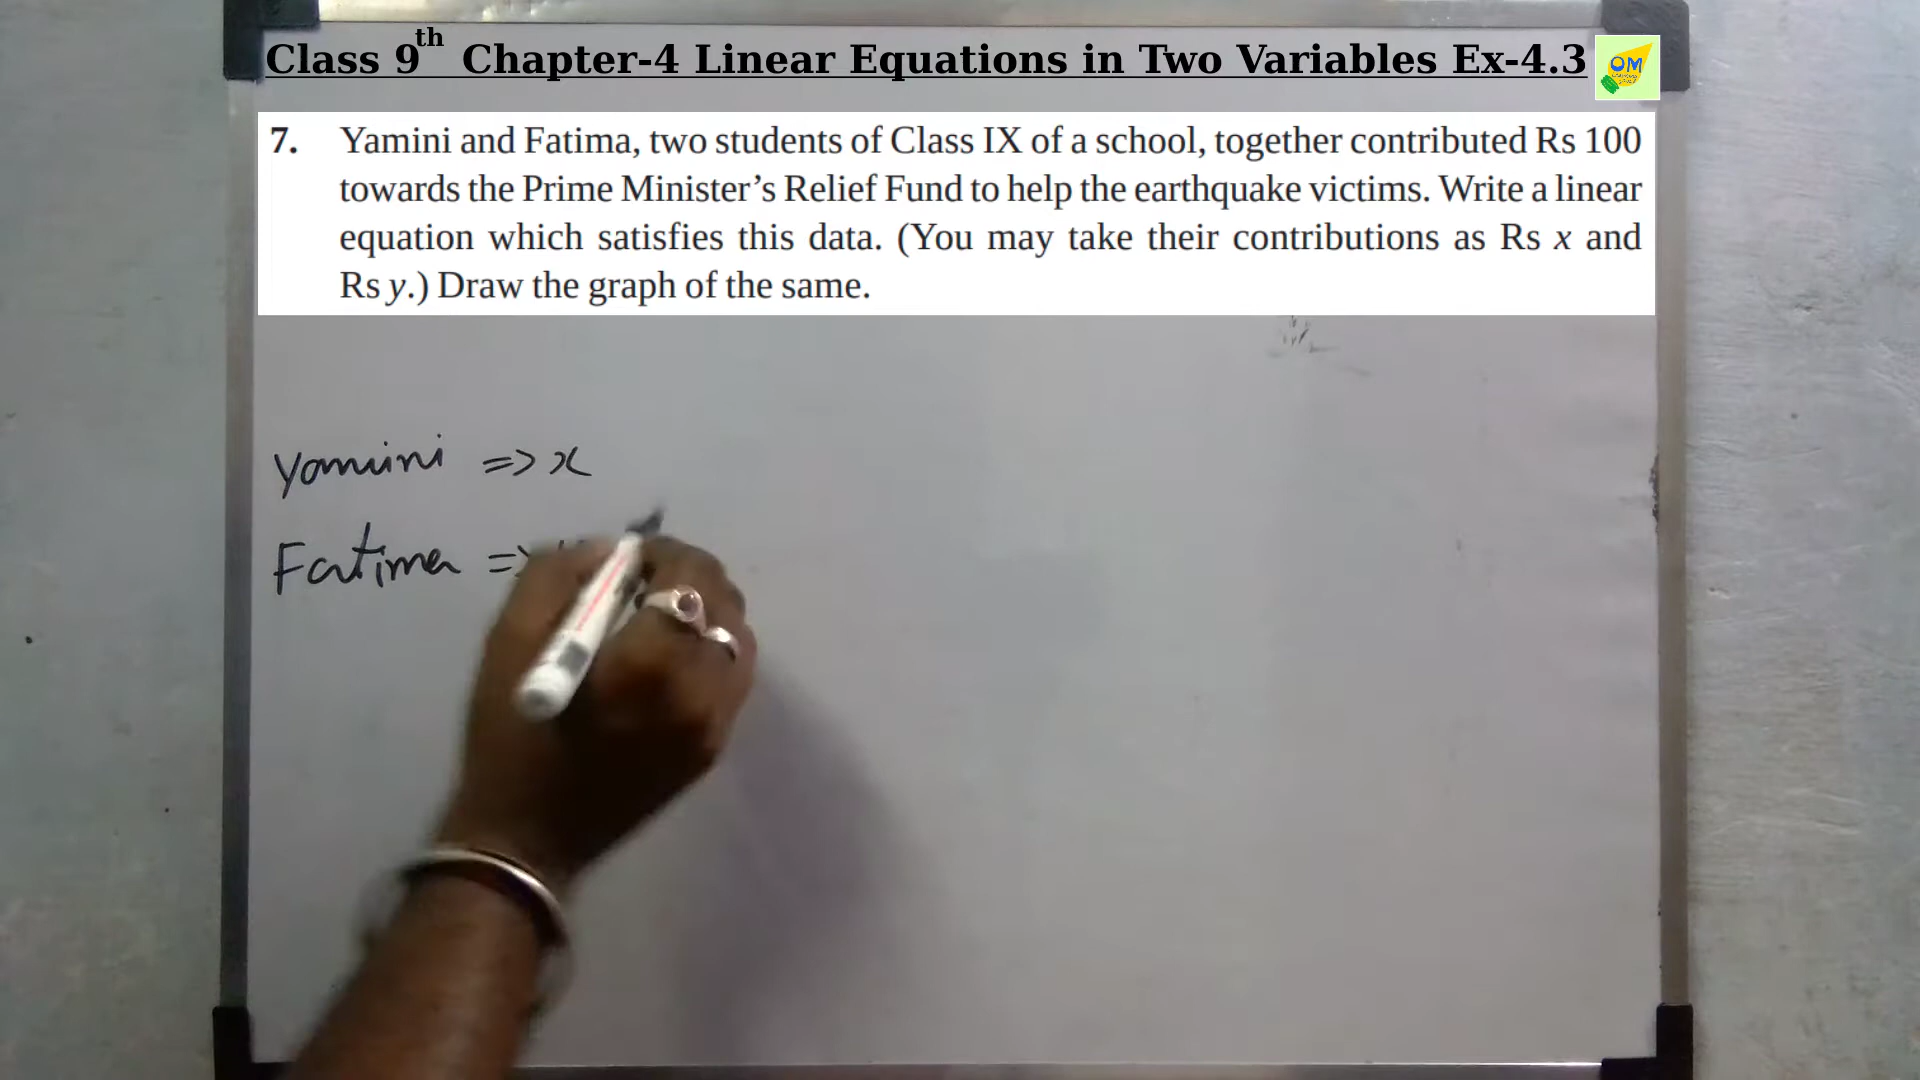 Class 9th Chapter-4 Linear Equations in Two Variables Ex-4.3
OM
7. Yamini and Fatima, two students of Class IX of a school, together contributed Rs 100
towards the Prime Minister’s Relief Fund to help the earthquake victims. Write a linear
equation which satisfies this data. (You may take their contributions as Rs x and
Rs y.) Draw the graph of the same.
Yamini => x
Fatima =>